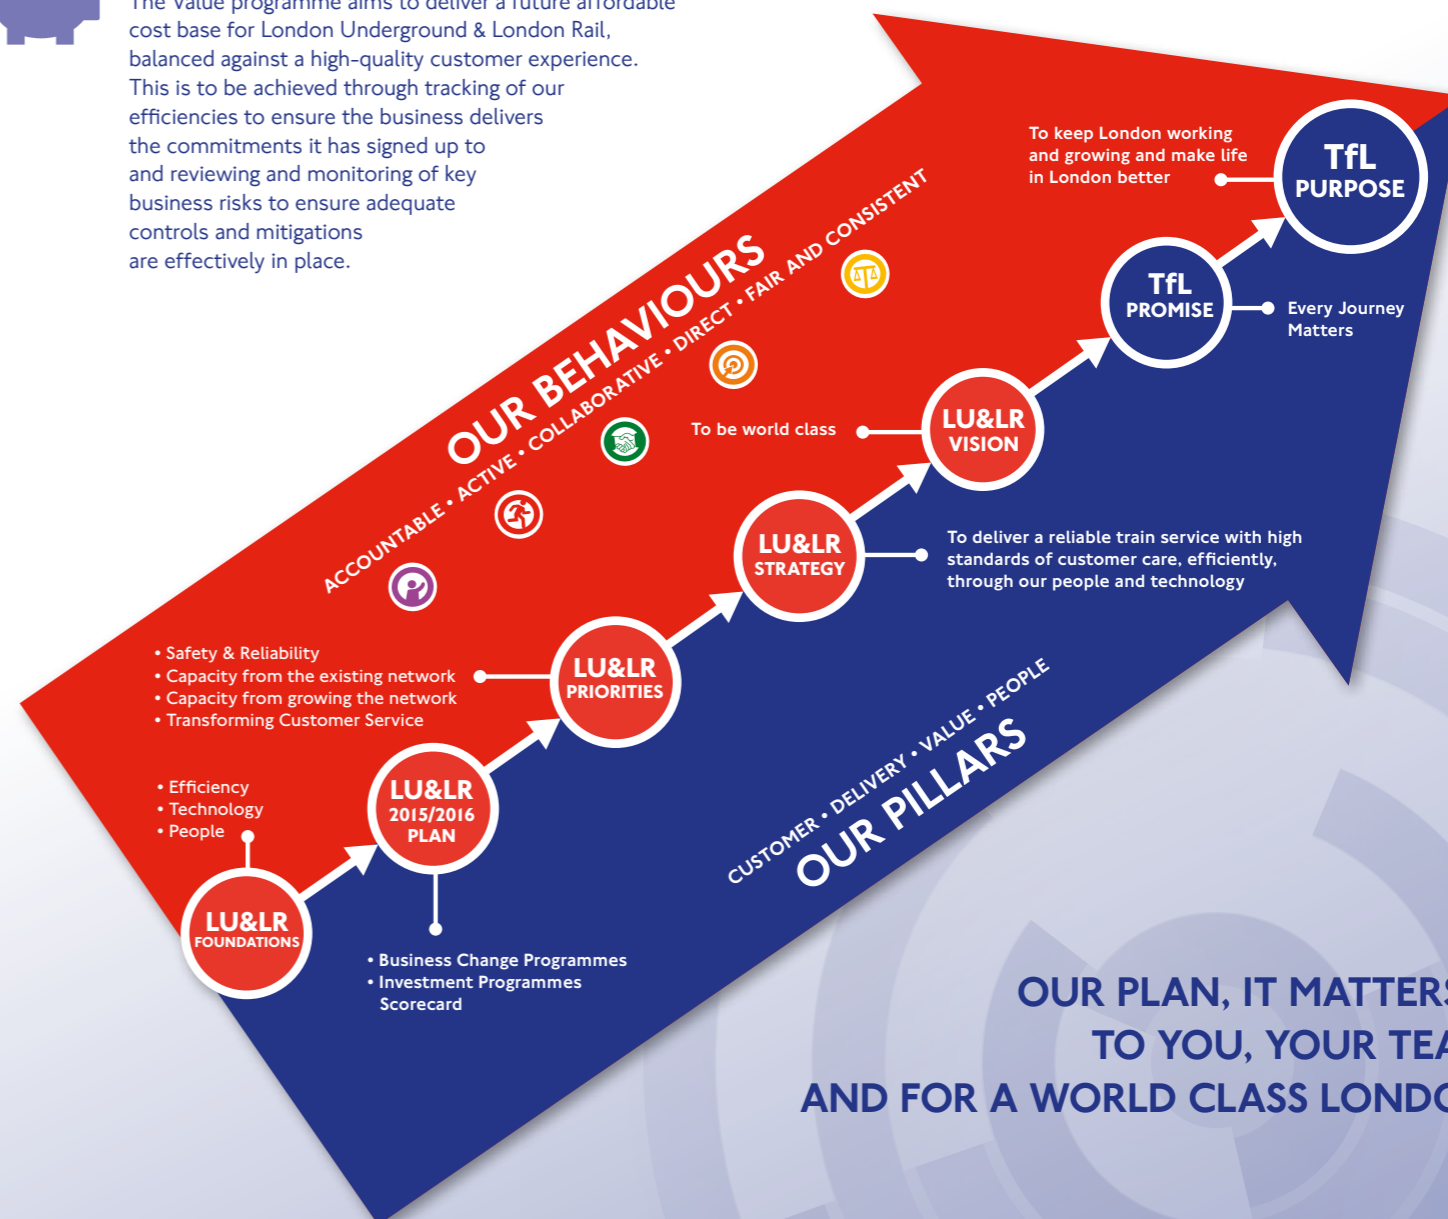 The Value programme aims to deliver a future affordable
cost base for London Underground & London Rail,
balanced against a high-quality customer experience.
This is to be achieved through tracking of our
efficiencies to ensure the business delivers
the commitments it has signed up to
and reviewing and monitoring of key
business risks to ensure adequate
controls and mitigations
are effectively in place.
To keep London working
and growing and make life
in London better
TfL
PURPOSE
OUR BEHAVIOURS
ACCOUNTABLE • ACTIVE • COLLABORATIVE • DIRECT • FAIR AND CONSISTENT
TfL
PROMISE
Every Journey
Matters
To be world class
LU&LR
VISION
LU&LR
STRATEGY
To deliver a reliable train service with high
standards of customer care, efficiently,
through our people and technology
• Safety & Reliability
• Capacity from the existing network
• Capacity from growing the network
• Transforming Customer Service
LU&LR
PRIORITIES
• Efficiency
• Technology
• People
LU&LR
2015/2016
PLAN
CUSTOMER • DELIVERY • VALUE • PEOPLE
OUR PILLARS
LU&LR
FOUNDATIONS
• Business Change Programmes
• Investment Programmes
Scorecard
OUR PLAN, IT MATTERS
TO YOU, YOUR TEA
AND FOR A WORLD CLASS LONDO